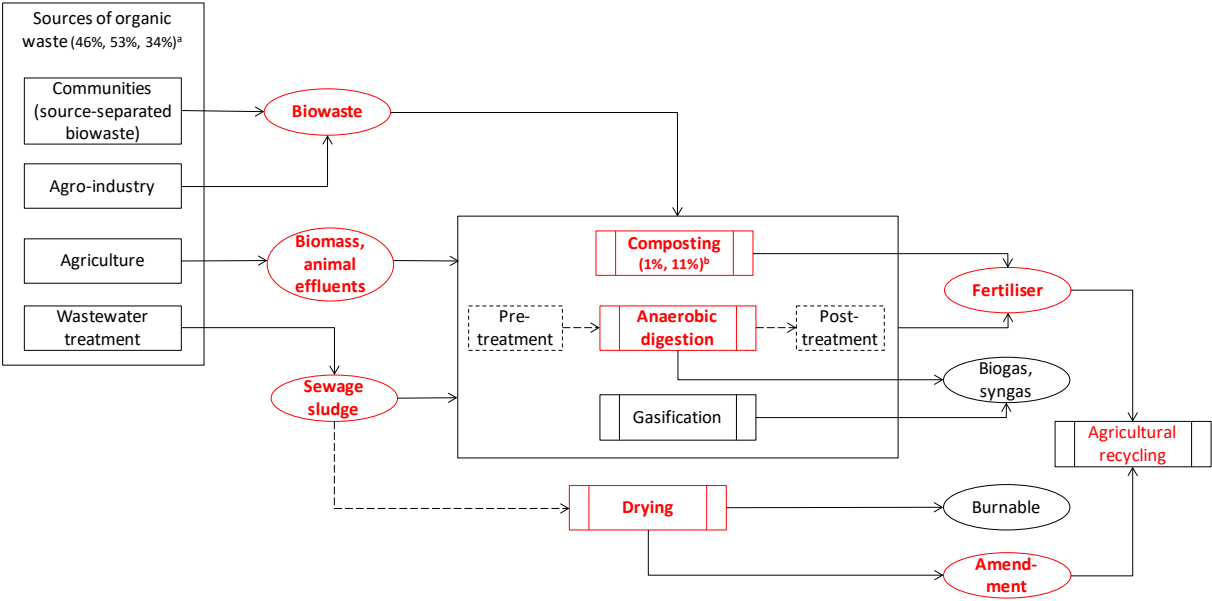 Sources of organic
waste (46%, 53%, 34%)ᵃ
Communities
(source-separated
biowaste)
Biowaste
Agro-industry
Agriculture
Biomass,
animal
effluents
Wastewater
treatment
Sewage
sludge
Composting
(1%, 11%)ᵇ
Pre-
treatment
Anaerobic
digestion
Post-
treatment
Gasification
Fertiliser
Biogas,
syngas
Agricultural
recycling
Drying
Burnable
Amend-
ment